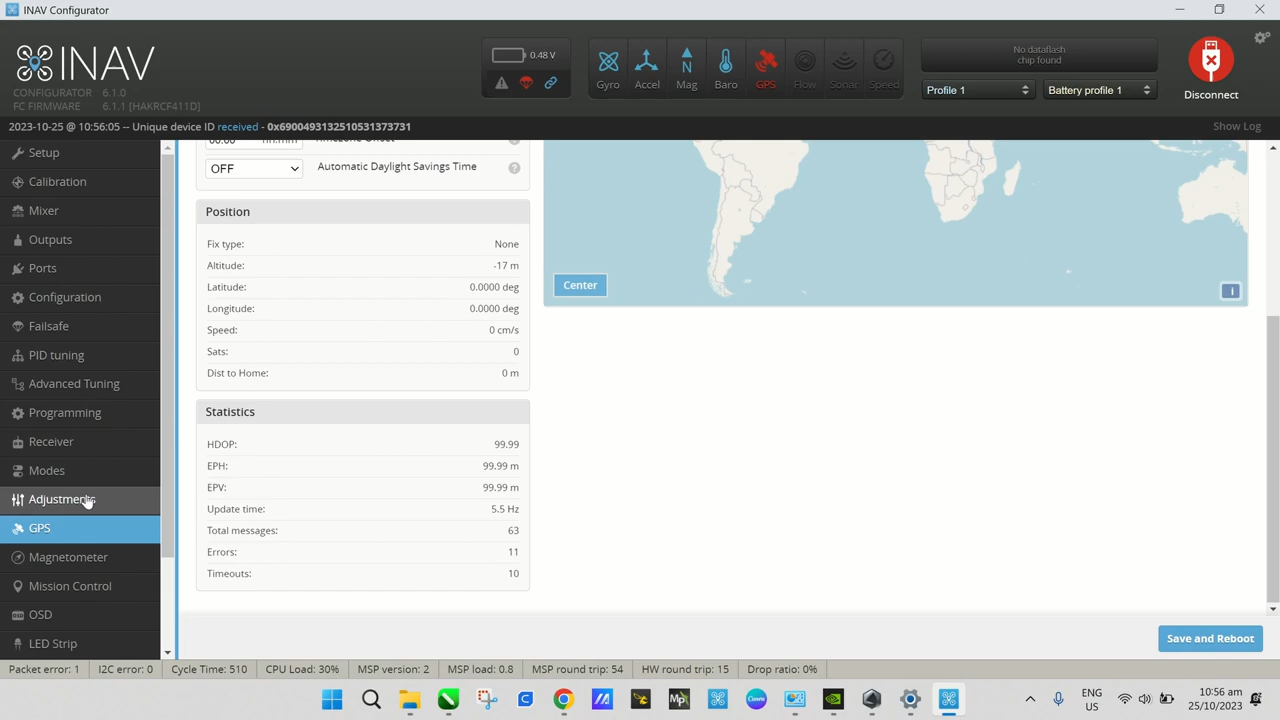 INAV Configurator
INAV
CONFIGURATOR 6.1.0
FC FIRMWARE 6.1.1 [HAKRCF411D]
0.48 V
Gyro
Accel
Mag
Baro
GPS
Flow
Sonar
Speed
No dataflash
chip found
Profile 1
Battery profile 1
Disconnect
2023-10-25 @ 10:56:05 -- Unique device ID received - 0x6900493132510531373731
Show Log
Setup
Calibration
Mixer
Outputs
Ports
Configuration
Failsafe
PID tuning
Advanced Tuning
Programming
Receiver
Modes
Adjustments
GPS
Magnetometer
Mission Control
OSD
LED Strip
00:00 hh:mm Timezone Offset
OFF Automatic Daylight Savings Time
Position
Fix type: None
Altitude: -17 m
Latitude: 0.0000 deg
Longitude: 0.0000 deg
Speed: 0 cm/s
Sats: 0
Dist to Home: 0 m
Statistics
HDOP: 99.99
EPH: 99.99 m
EPV: 99.99 m
Update time: 5.5 Hz
Total messages: 63
Errors: 11
Timeouts: 10
Center
i
Save and Reboot
Packet error: 1 I2C error: 0 Cycle Time: 510 CPU Load: 30% MSP version: 2 MSP load: 0.8 MSP round trip: 54 HW round trip: 15 Drop ratio: 0%
ENG
US
10:56 am
25/10/2023